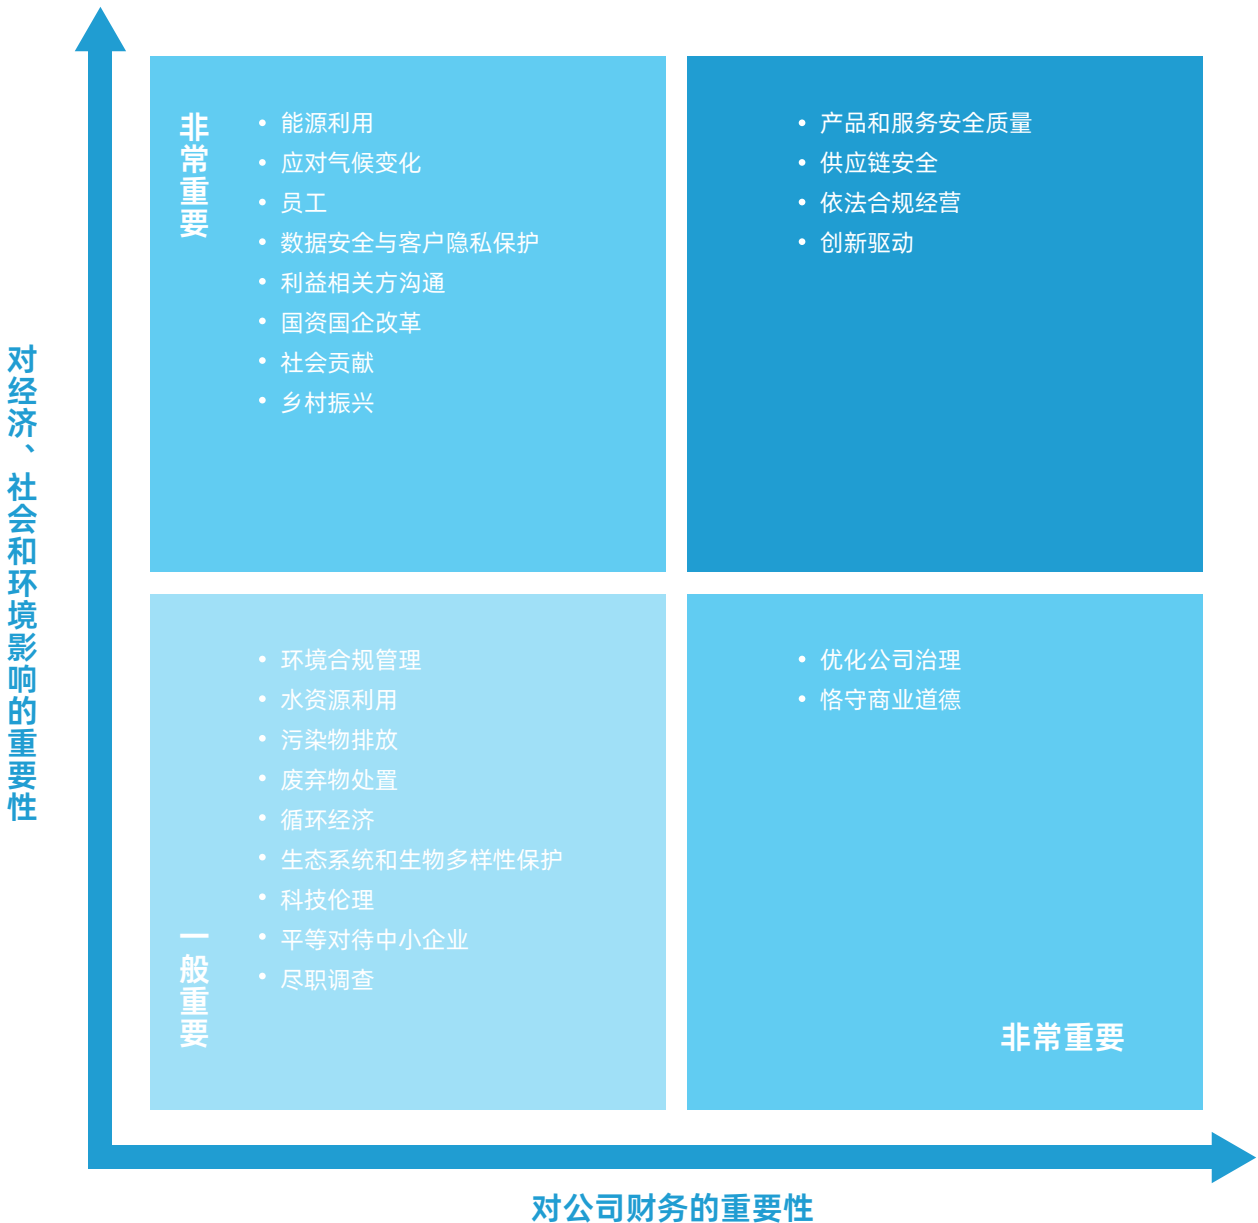 对经济、社会和环境影响的重要性
非常重要
• 能源利用
• 应对气候变化
• 员工
• 数据安全与客户隐私保护
• 利益相关方沟通
• 国资国企改革
• 社会贡献
• 乡村振兴
• 产品和服务安全质量
• 供应链安全
• 依法合规经营
• 创新驱动
一般重要
• 环境合规管理
• 水资源利用
• 污染物排放
• 废弃物处置
• 循环经济
• 生态系统和生物多样性保护
• 科技伦理
• 平等对待中小企业
• 尽职调查
• 优化公司治理
• 恪守商业道德
非常重要
对公司财务的重要性